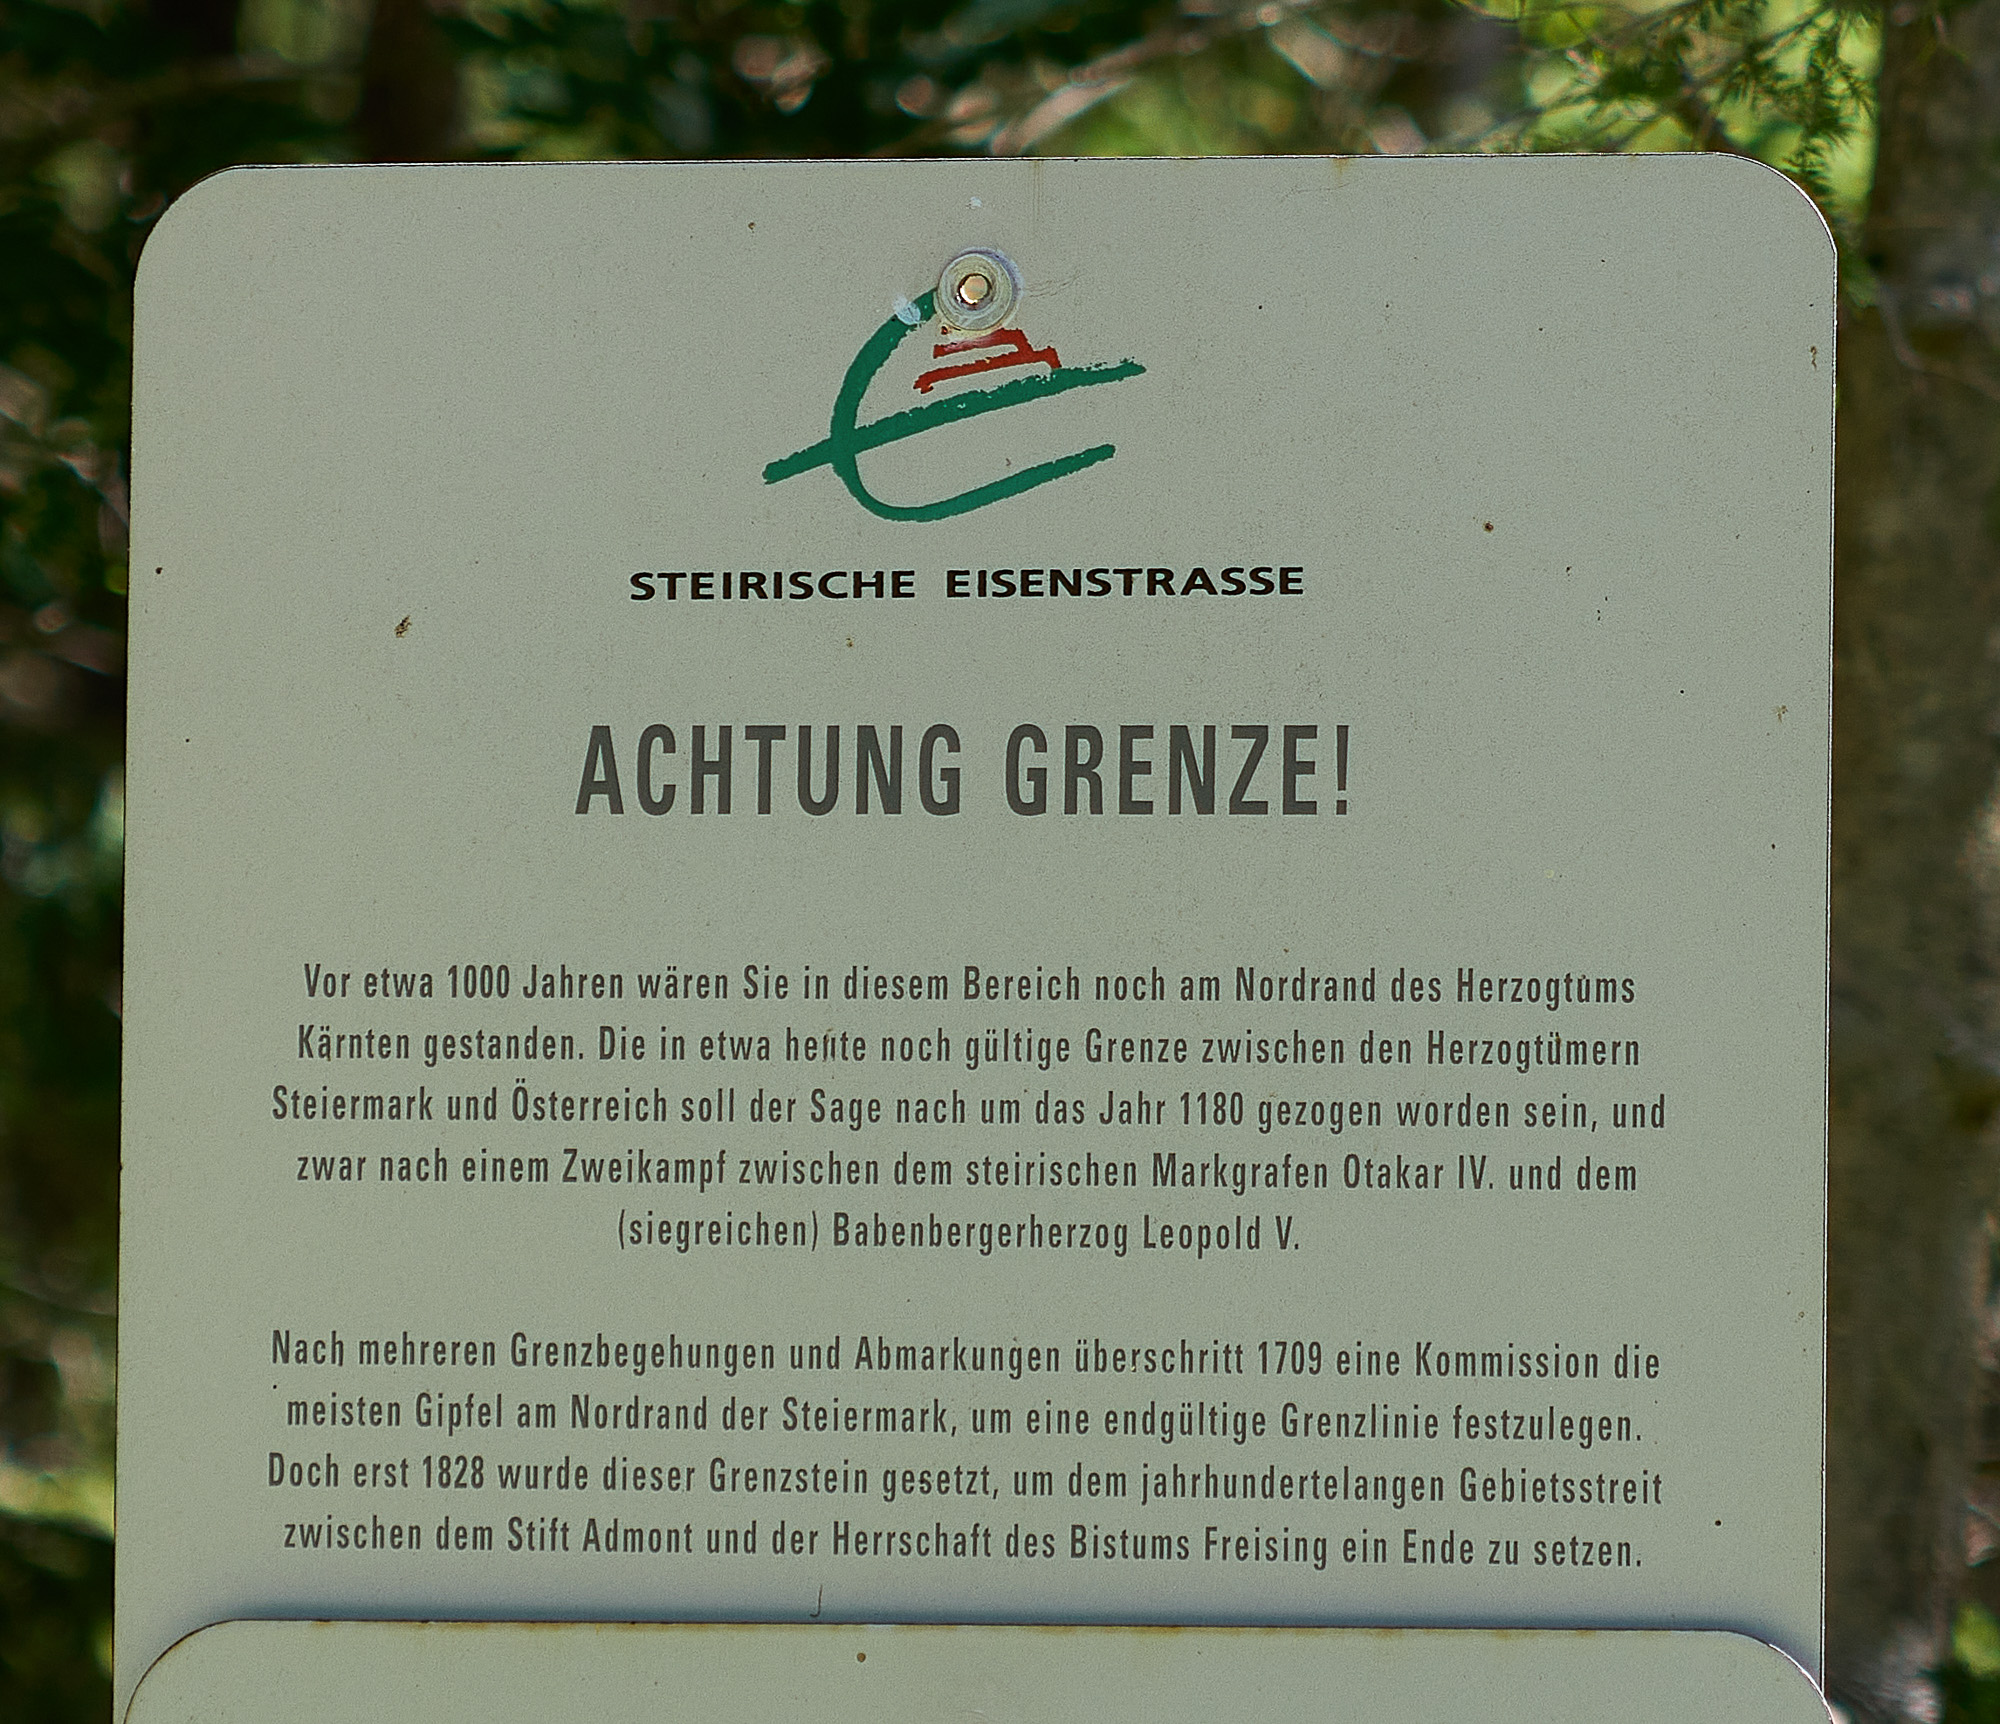 STEIRISCHE EISENSTRASSE
ACHTUNG GRENZE!
Vor etwa 1000 Jahren wären Sie in diesem Bereich noch am Nordrand des Herzogtums
Kärnten gestanden. Die in etwa heute noch gültige Grenze zwischen den Herzogtümern
Steiermark und Österreich soll der Sage nach um das Jahr 1180 gezogen worden sein, und
zwar nach einem Zweikampf zwischen dem steirischen Markgrafen Otakar IV. und dem
(siegreichen) Babenbergerherzog Leopold V.
Nach mehreren Grenzbegehungen und Abmarkungen überschritt 1709 eine Kommission die
meisten Gipfel am Nordrand der Steiermark, um eine endgültige Grenzlinie festzulegen.
Doch erst 1828 wurde dieser Grenzstein gesetzt, um dem jahrhundertelangen Gebietsstreit
zwischen dem Stift Admont und der Herrschaft des Bistums Freising ein Ende zu setzen.